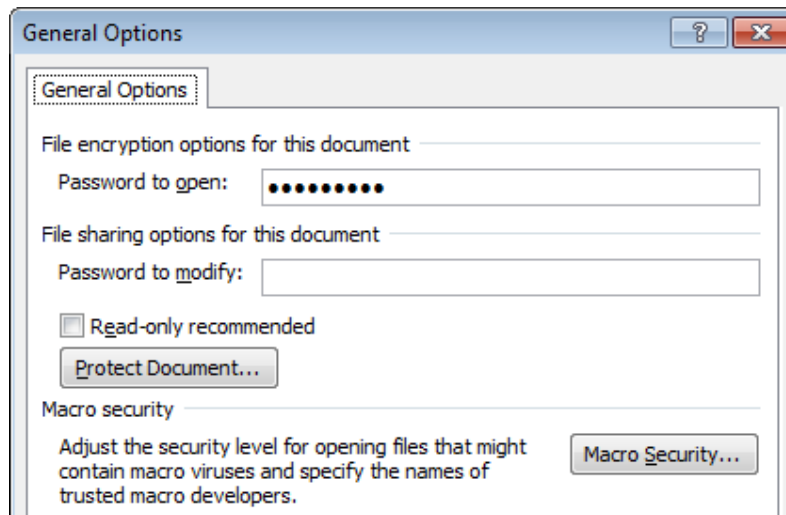 General Options
General Options
File encryption options for this document
Password to open: •••••••••
File sharing options for this document
Password to modify:
Read-only recommended
Protect Document...
Macro security
Adjust the security level for opening files that might
contain macro viruses and specify the names of
trusted macro developers.
Macro Security...